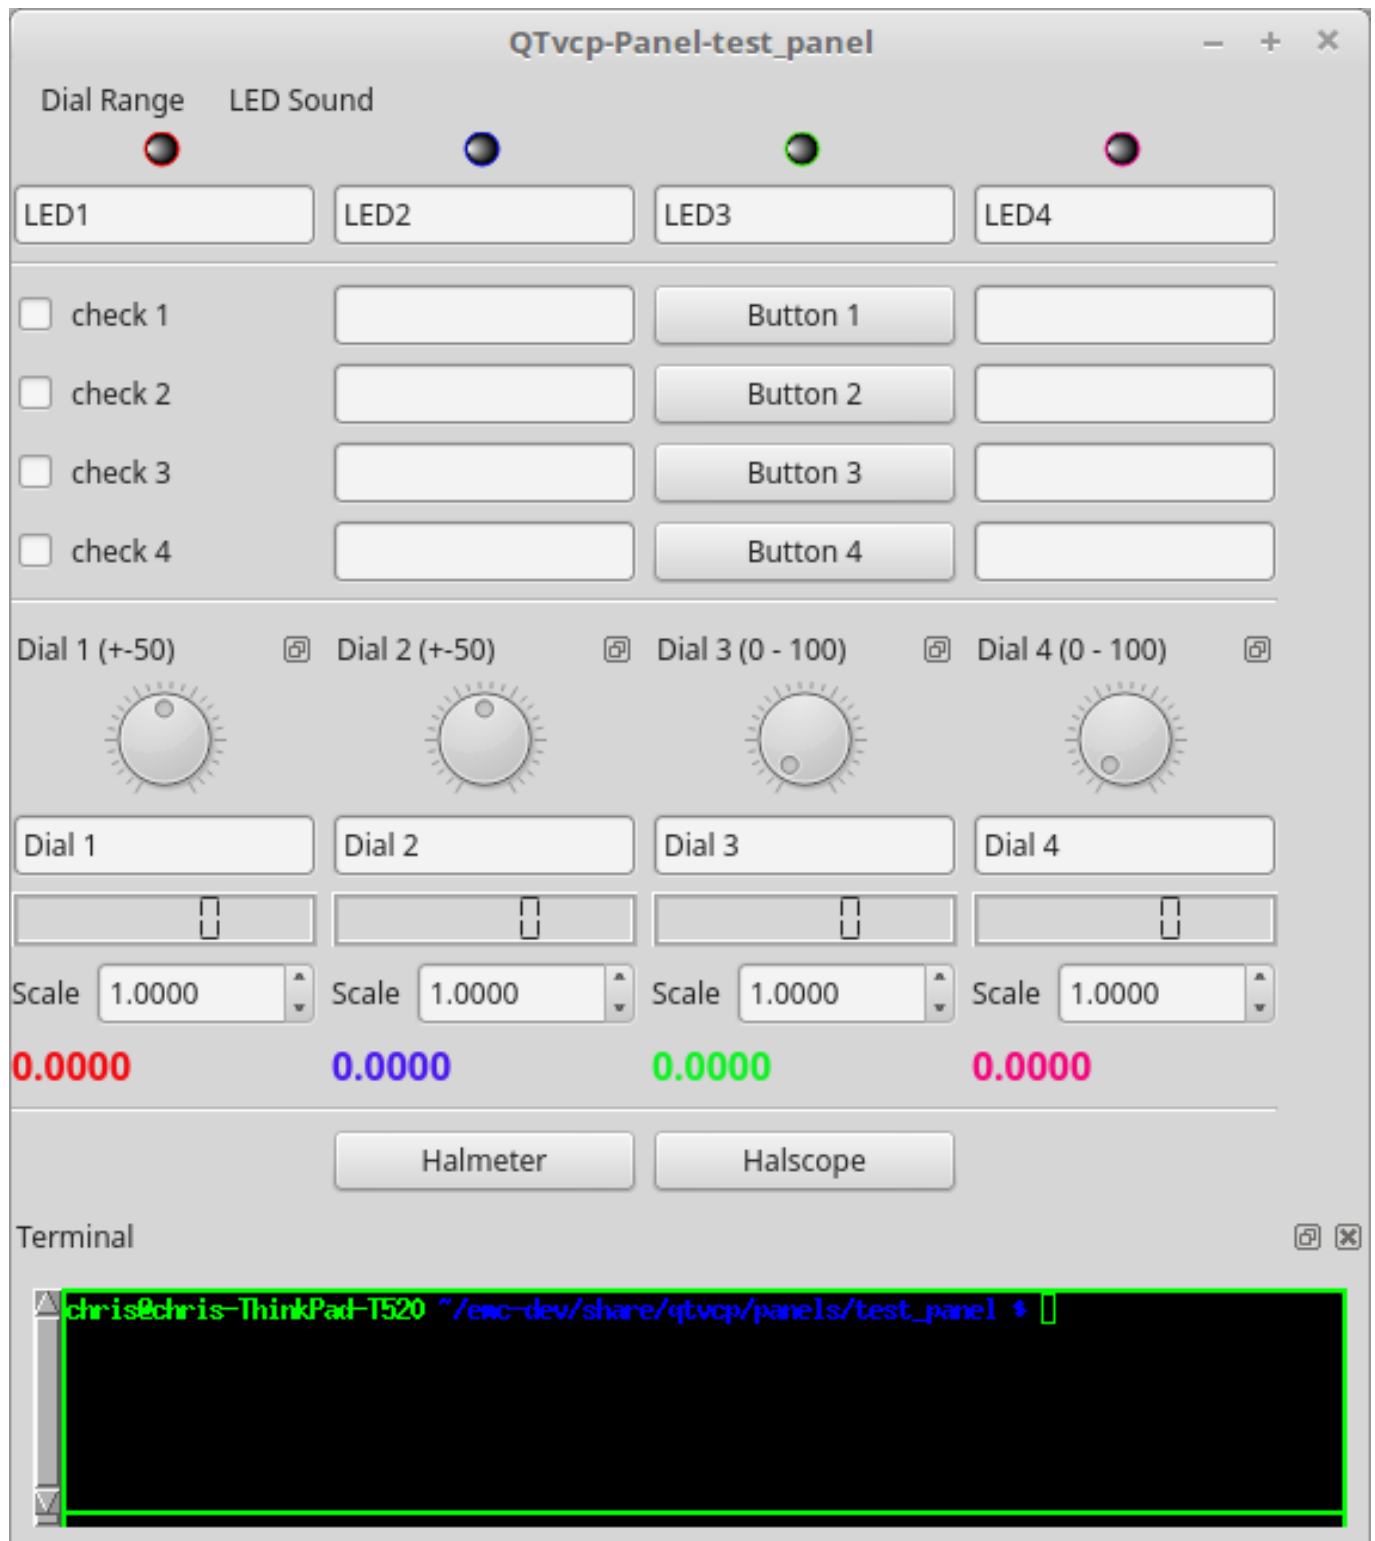 QTvcp-Panel-test_panel
Dial Range LED Sound
LED1 LED2 LED3 LED4
check 1 Button 1
check 2 Button 2
check 3 Button 3
check 4 Button 4
Dial 1 (+-50) Dial 2 (+-50) Dial 3 (0 - 100) Dial 4 (0 - 100)
Dial 1 Dial 2 Dial 3 Dial 4
0 0 0 0
Scale 1.0000 Scale 1.0000 Scale 1.0000 Scale 1.0000
0.0000 0.0000 0.0000 0.0000
Halmeter Halscope
Terminal
chris@chris-ThinkPad-T520 ~/emc-dev/share/qtvcp/panels/test_panel $